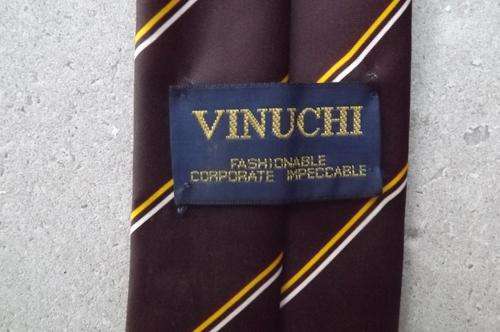 VINUCHI
FASHIONABLE
CORPORATE IMPECCABLE